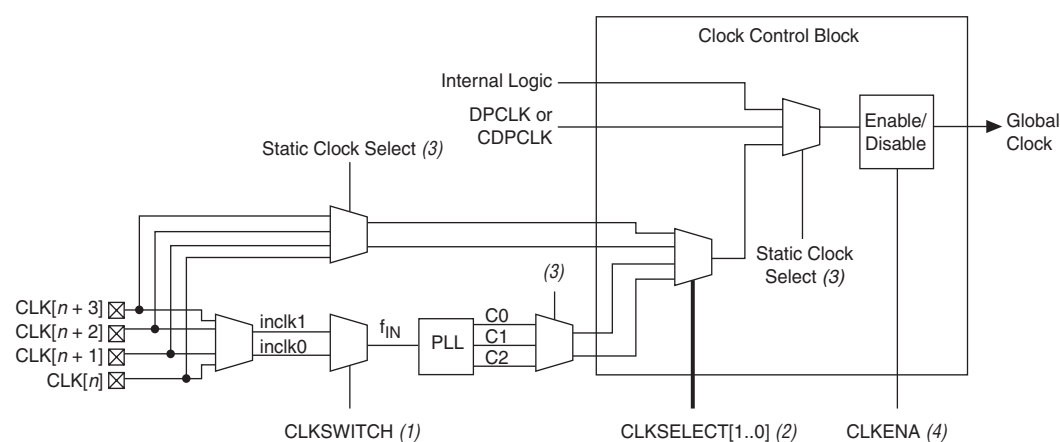 Clock Control Block
Internal Logic
DPCLK or
CDPCLK
Enable/
Disable
Global
Clock
Static Clock Select (3)
Static Clock
Select (3)
(3)
CLK[n + 3]
CLK[n + 2]
CLK[n + 1]
CLK[n]
inclk1
inclk0
fIN
PLL
C0
C1
C2
CLKSWITCH (1)
CLKSELECT[1..0] (2)
CLKENA (4)